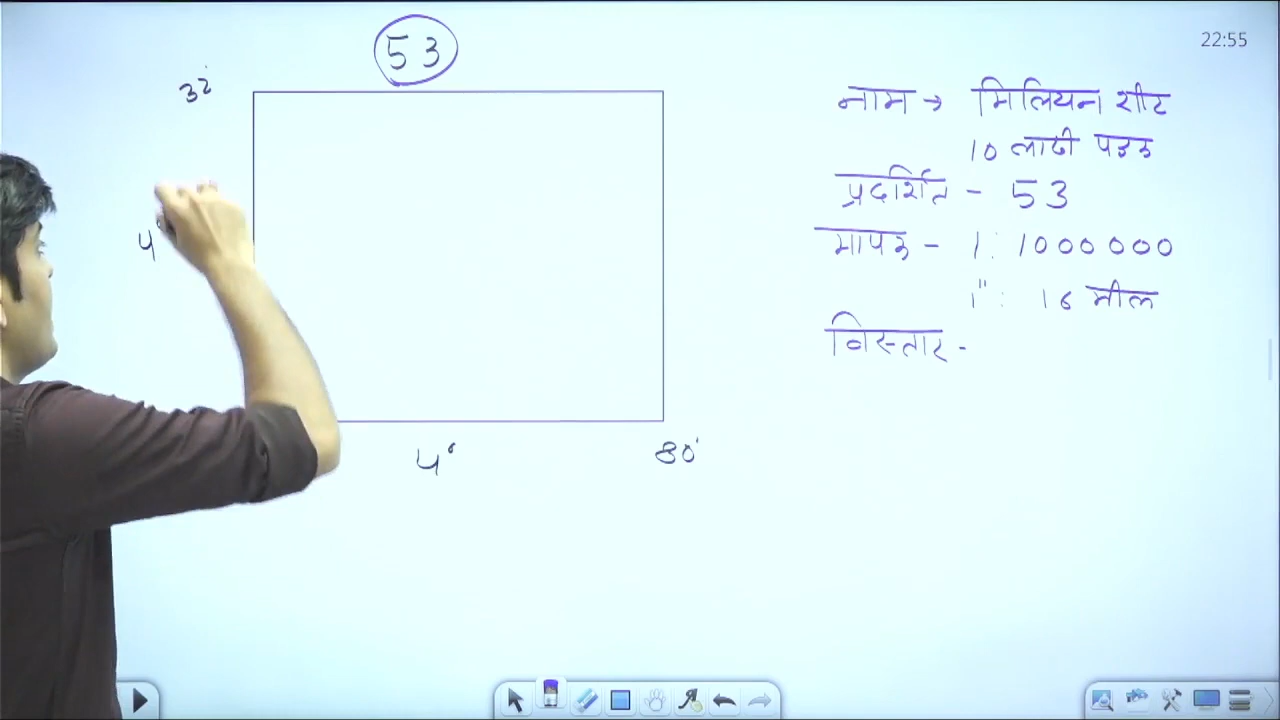 22:55
53
32°
4°
4°
80°
नाम → मिलियन शीट
10 लाखी पत्रक
प्रदर्शित - 53
मापक - 1: 1000000
1": 16 मील
विस्तार -